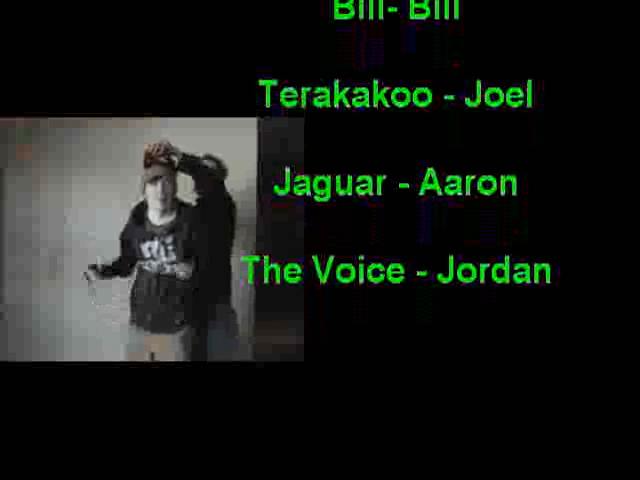 Bill- Bill
Terakakoo - Joel
Jaguar - Aaron
The Voice - Jordan